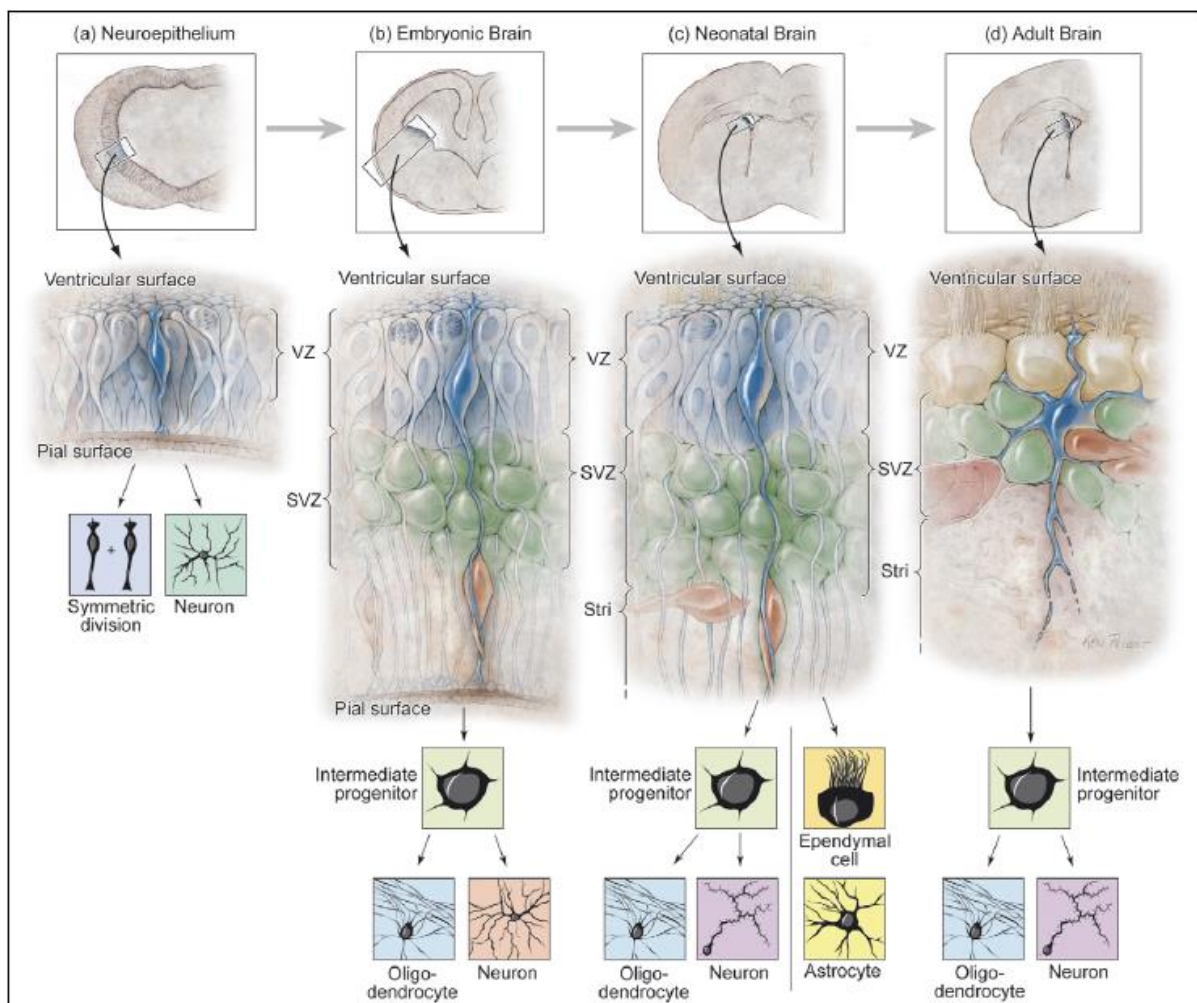 (a) Neuroepithelium
(b) Embryonic Brain
(c) Neonatal Brain
(d) Adult Brain
Ventricular surface
Ventricular surface
Ventricular surface
Ventricular surface
VZ
VZ
VZ
Pial surface
SVZ
SVZ
SVZ
Stri
Stri
Symmetric
division
Neuron
Pial surface
Intermediate
progenitor
Oligo-
dendrocyte
Neuron
Intermediate
progenitor
Ependymal
cell
Oligo-
dendrocyte
Neuron
Astrocyte
Intermediate
progenitor
Oligo-
dendrocyte
Neuron